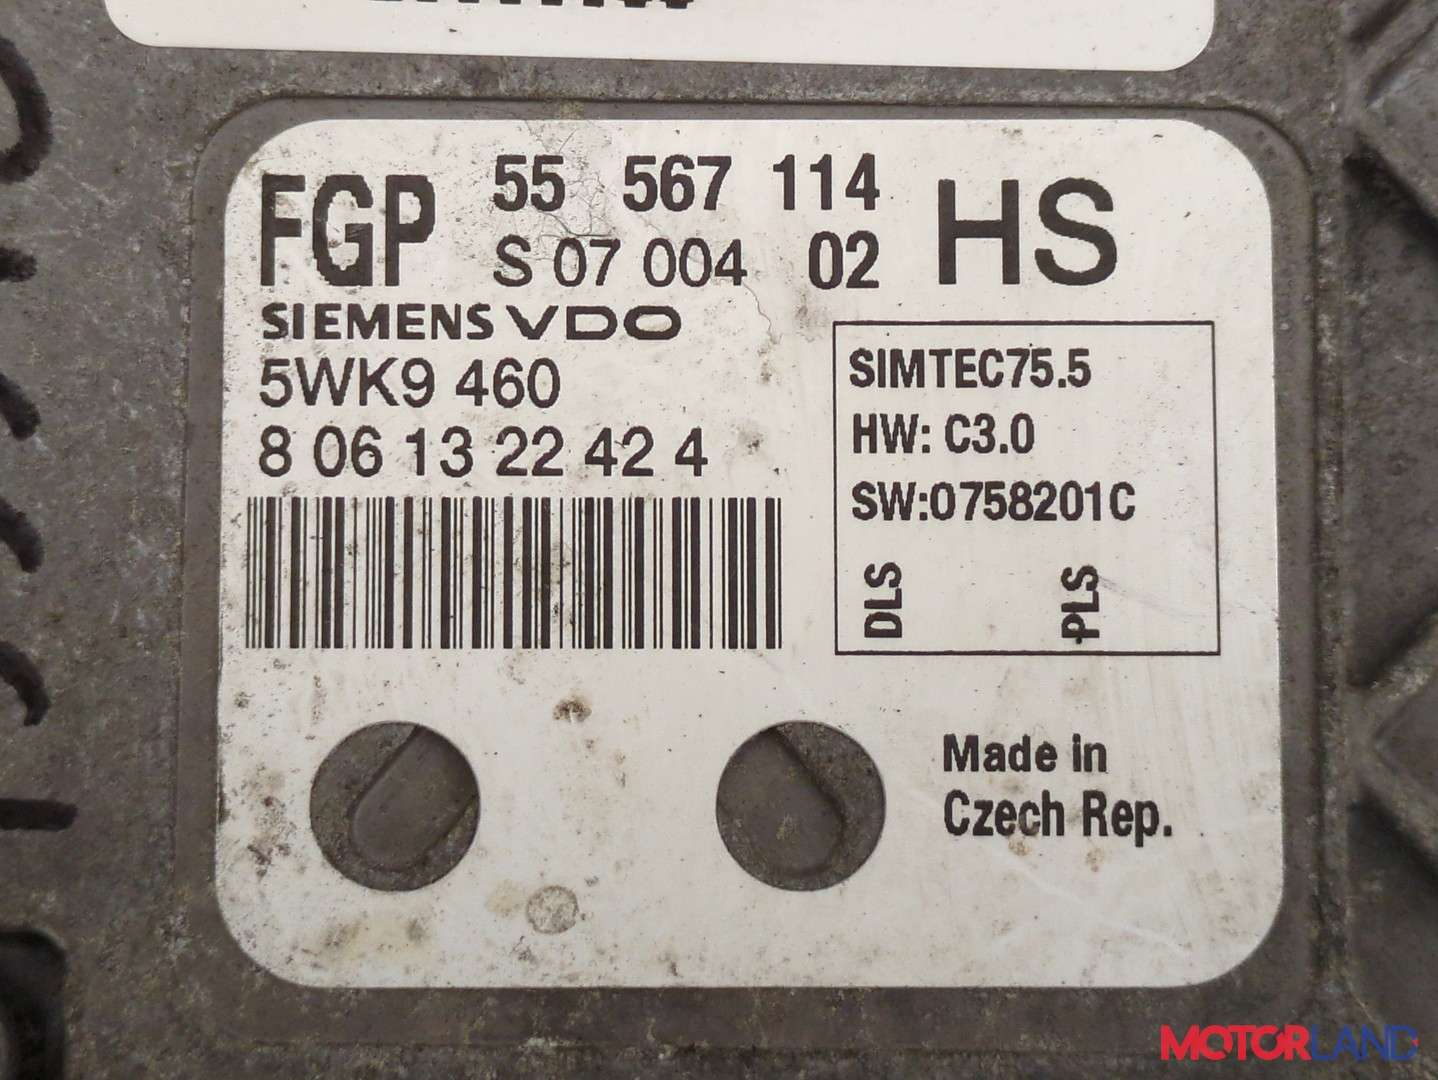 FGP 55 567 114 HS
S 07 004 02
SIEMENS VDO
5WK9 460
8 06 13 22 42 4
SIMTEC75.5
HW: C3.0
SW:0758201C
DLS PLS
Made in
Czech Rep.
MOTORLAND